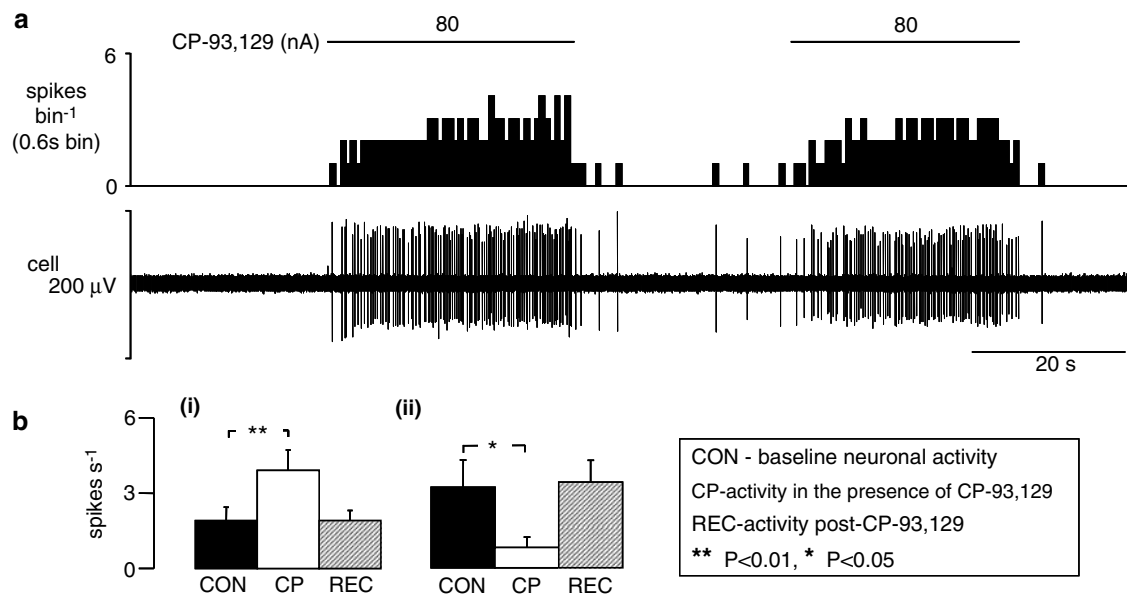 a
80
80
CP-93,129 (nA)
6
spikes
bin⁻¹
(0.6s bin)
0
cell
200 µV
20 s
b
(i)
(ii)
6
**
*
spikes s⁻¹
3
0
CON CP REC
CON CP REC
CON - baseline neuronal activity
CP-activity in the presence of CP-93,129
REC-activity post-CP-93,129
** P<0.01, * P<0.05